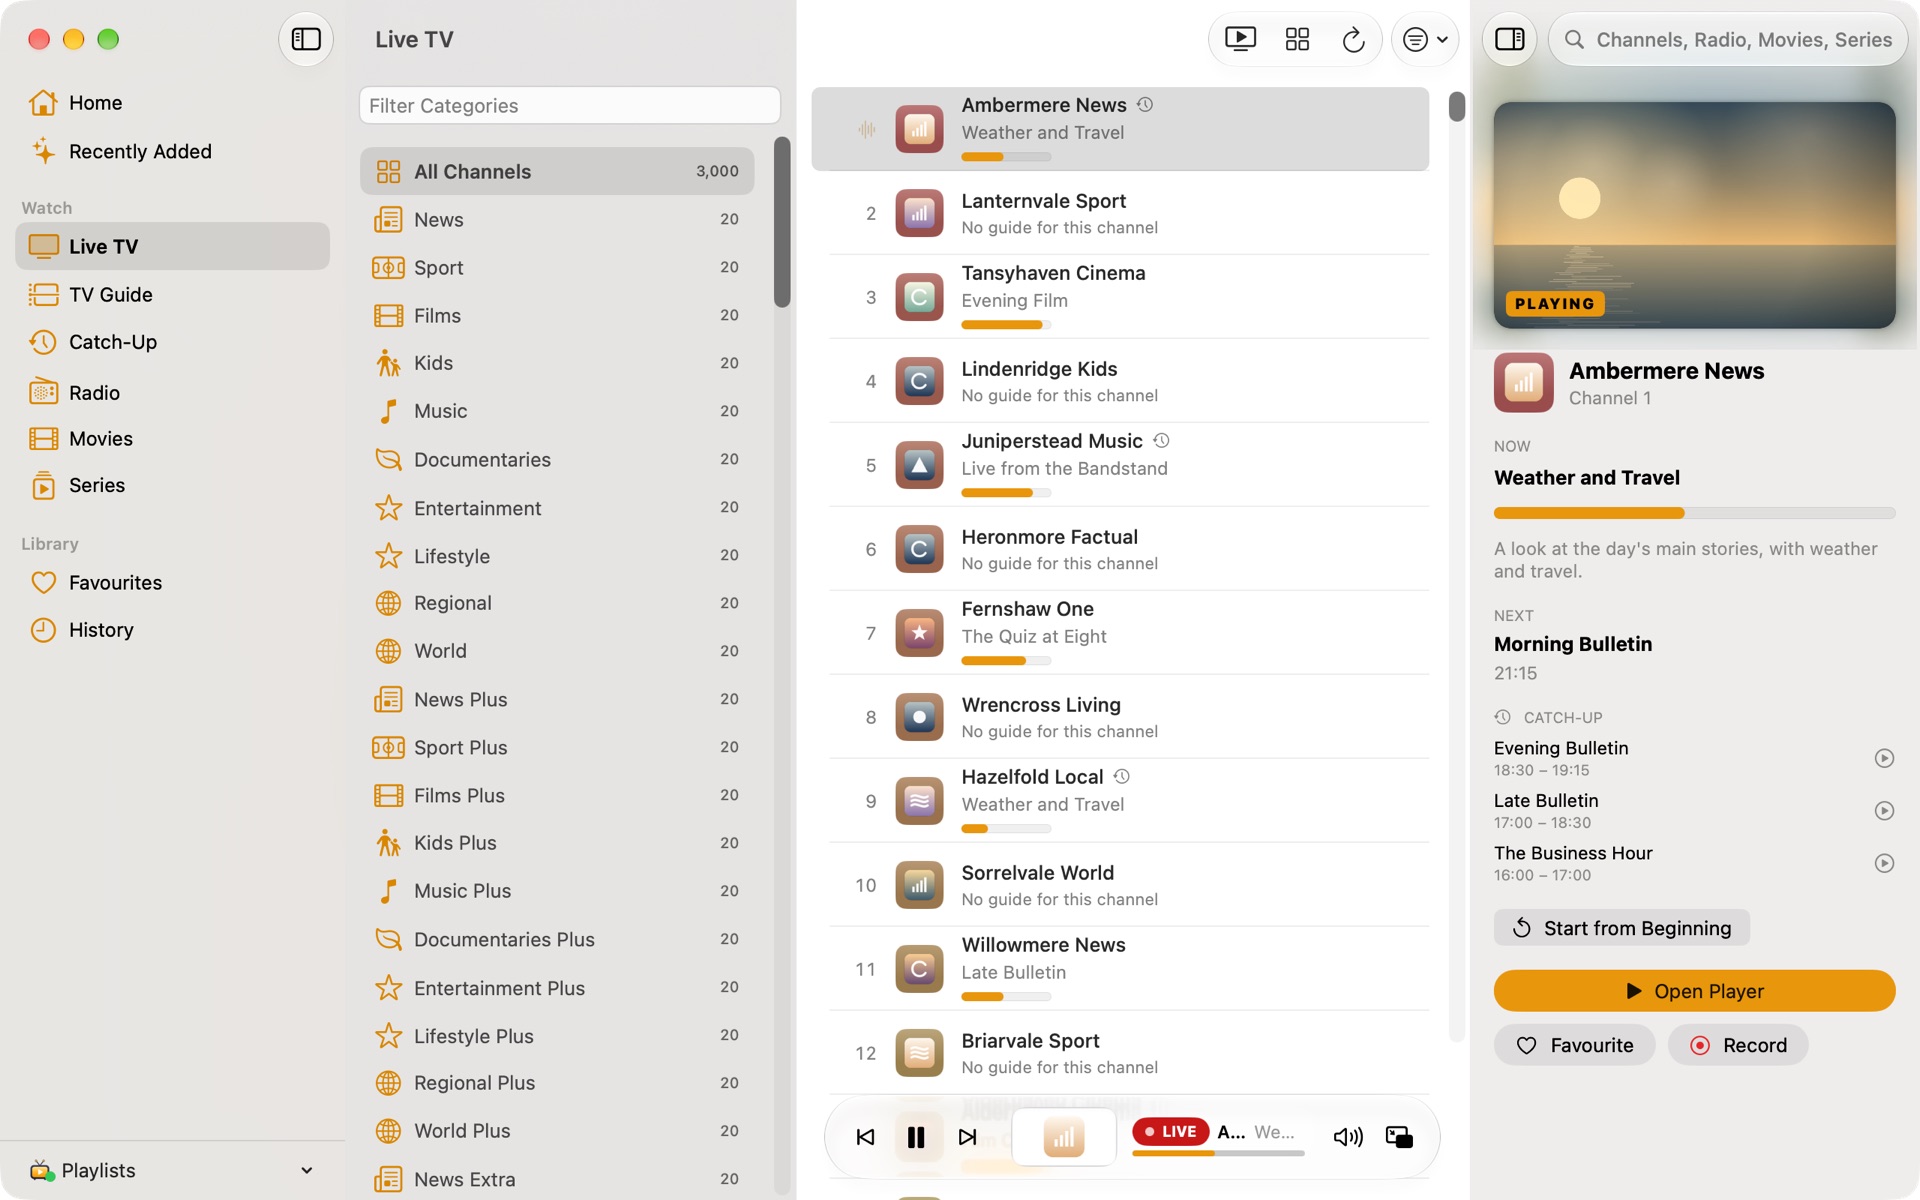 Home
Recently Added
Watch
Live TV
TV Guide
Catch-Up
Radio
Movies
Series
Library
Favourites
History
Playlists
Live TV
Filter Categories
All Channels 3,000
News 20
Sport 20
Films 20
Kids 20
Music 20
Documentaries 20
Entertainment 20
Lifestyle 20
Regional 20
World 20
News Plus 20
Sport Plus 20
Films Plus 20
Kids Plus 20
Music Plus 20
Documentaries Plus 20
Entertainment Plus 20
Lifestyle Plus 20
Regional Plus 20
World Plus 20
News Extra 20
Ambermere News
Weather and Travel
2 Lanternvale Sport
No guide for this channel
3 C Tansyhaven Cinema
Evening Film
4 C Lindenridge Kids
No guide for this channel
5 Juniperstead Music
Live from the Bandstand
6 C Heronmore Factual
No guide for this channel
7 Fernshaw One
The Quiz at Eight
8 Wrencross Living
No guide for this channel
9 Hazelfold Local
Weather and Travel
10 Sorrelvale World
No guide for this channel
11 C Willowmere News
Late Bulletin
12 Briarvale Sport
No guide for this channel
LIVE A... We...
Channels, Radio, Movies, Series
PLAYING
Ambermere News
Channel 1
NOW
Weather and Travel
A look at the day's main stories, with weather
and travel.
NEXT
Morning Bulletin
21:15
CATCH-UP
Evening Bulletin
18:30 – 19:15
Late Bulletin
17:00 – 18:30
The Business Hour
16:00 – 17:00
Start from Beginning
Open Player
Favourite
Record